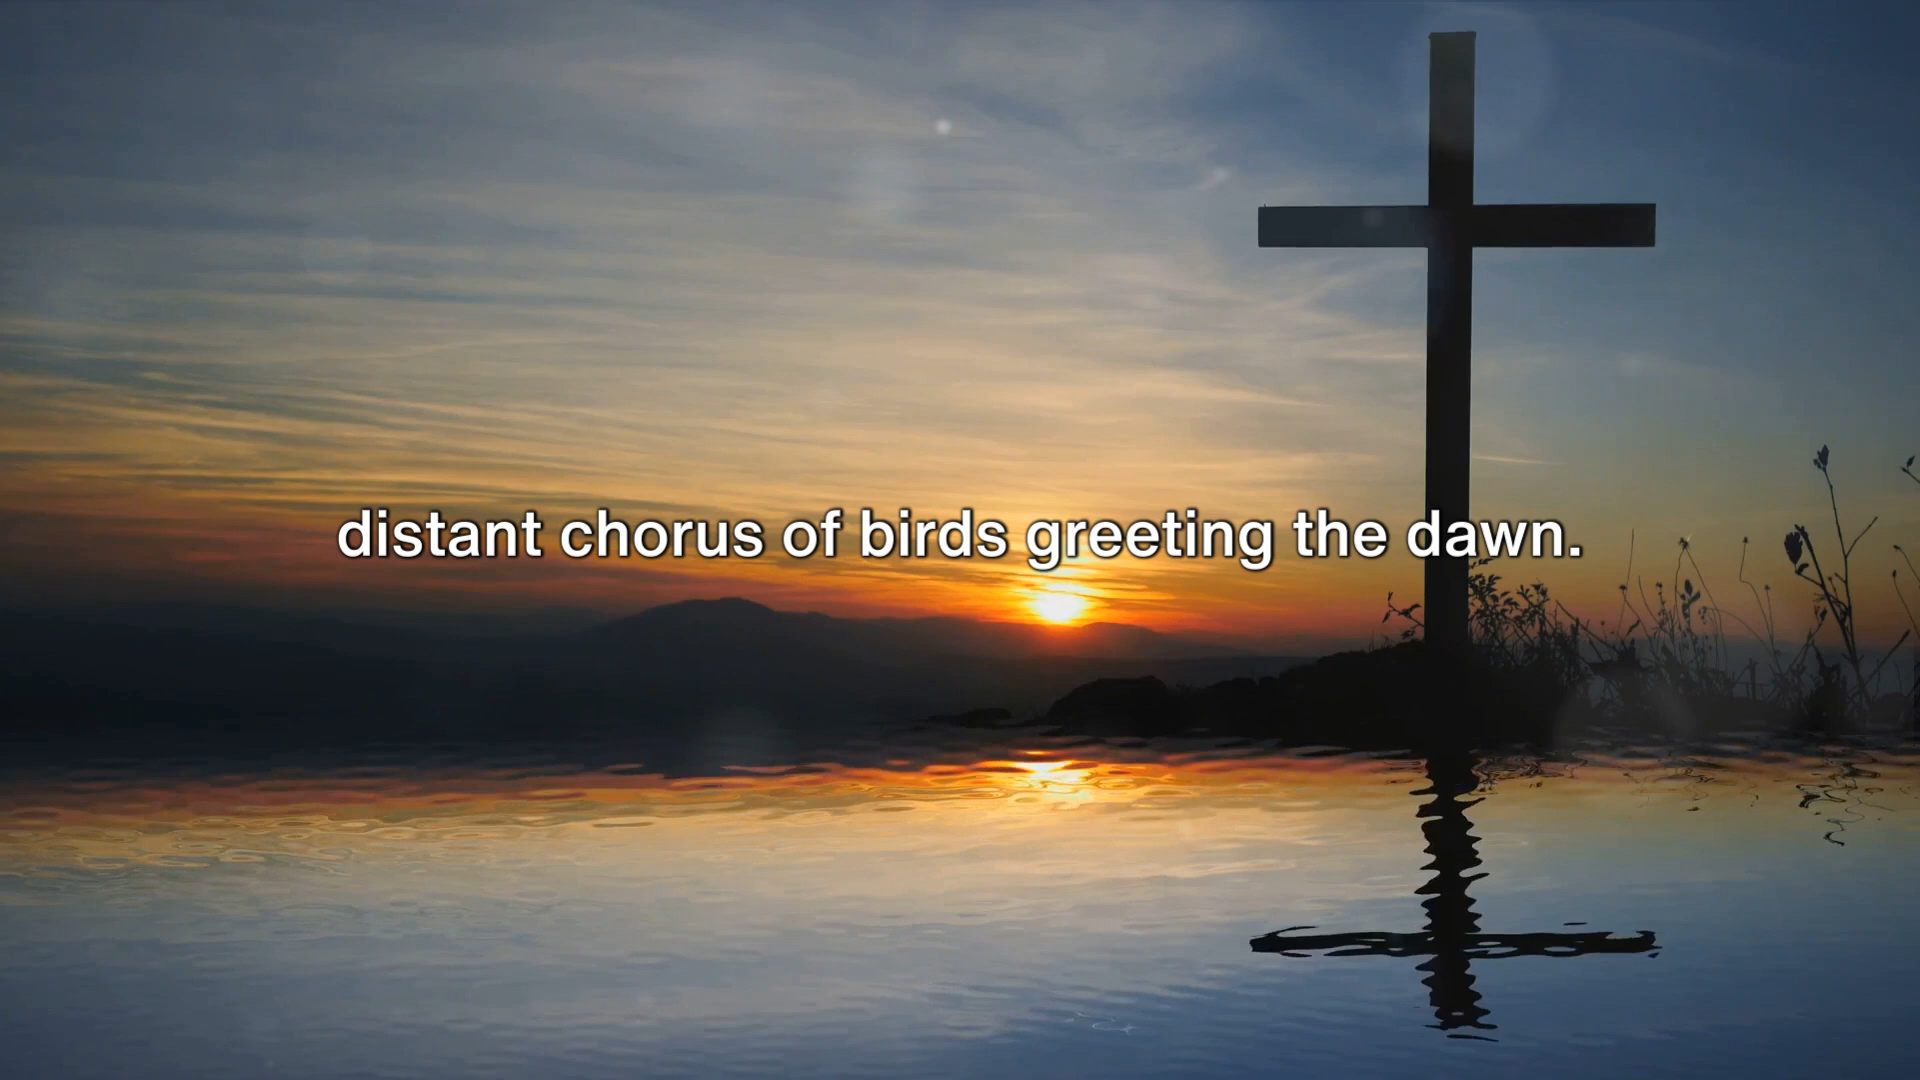 distant chorus of birds greeting the dawn.